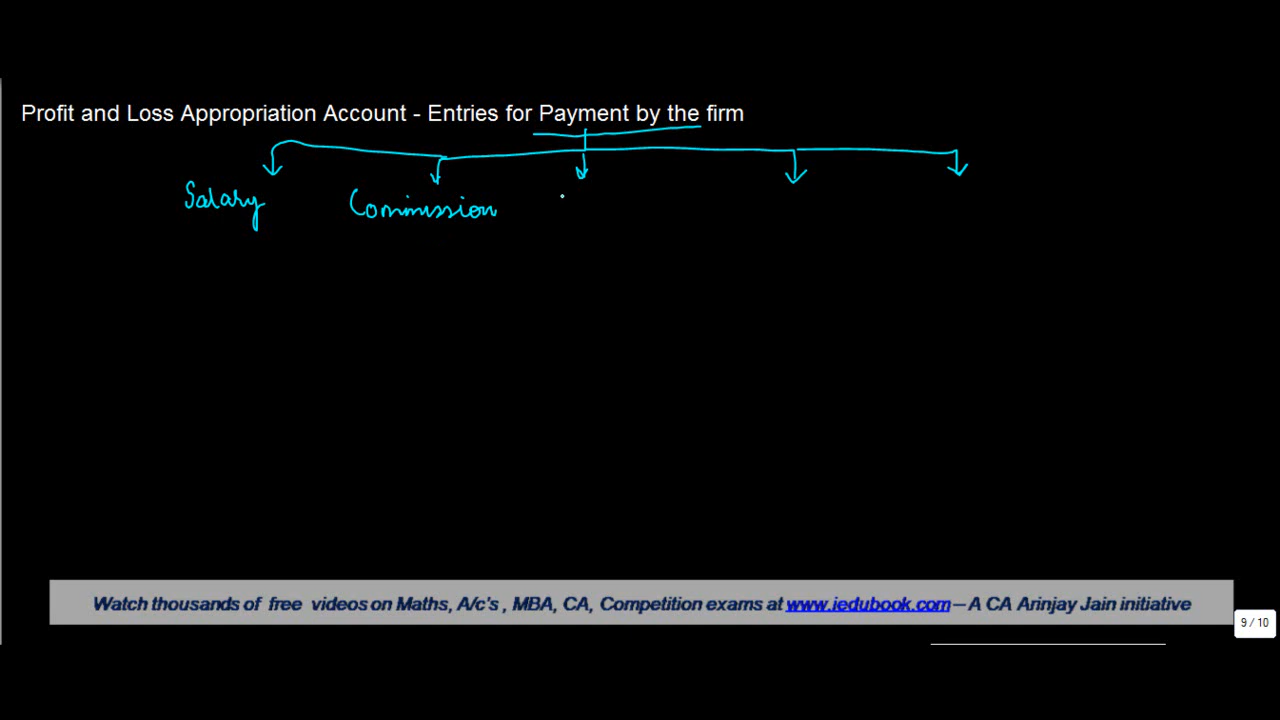 Profit and Loss Appropriation Account - Entries for Payment by the firm
Salary Commission
Watch thousands of free videos on Maths, A/c's , MBA, CA, Competition exams at www.iedubook.com – A CA Arinjay Jain initiative
9 / 10